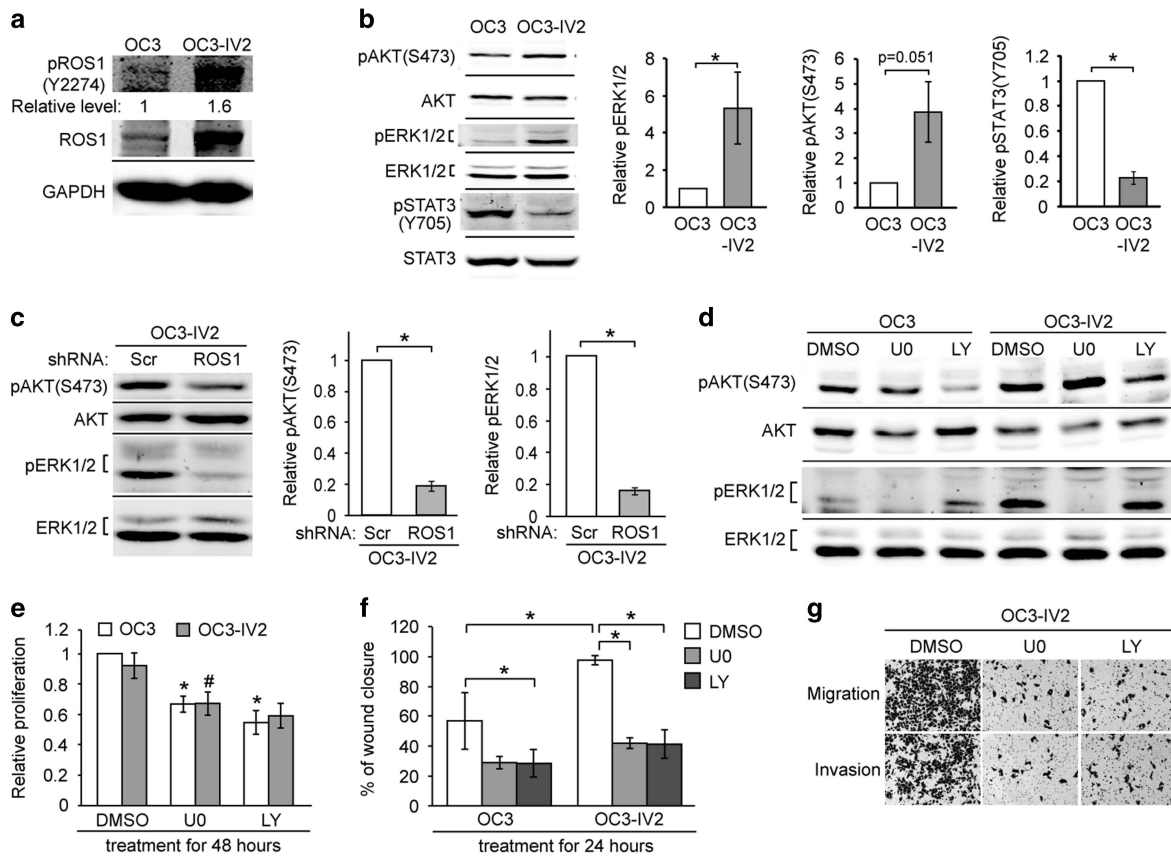 a
OC3 OC3-IV2
pROS1
(Y2274)
Relative level: 1 1.6
ROS1
GAPDH
b
OC3 OC3-IV2
pAKT(S473)
AKT
pERK1/2
ERK1/2
pSTAT3
(Y705)
STAT3
Relative pERK1/2
8
6
4
2
0
*
OC3
OC3
-IV2
Relative pAKT(S473)
6
5
4
3
2
1
0
p=0.051
OC3
OC3
-IV2
Relative pSTAT3(Y705)
1.2
1
0.8
0.6
0.4
0.2
0
*
OC3
OC3
-IV2
c
OC3-IV2
shRNA: Scr ROS1
pAKT(S473)
AKT
pERK1/2
ERK1/2
Relative pAKT(S473)
1
0.8
0.6
0.4
0.2
0
*
shRNA: Scr ROS1
OC3-IV2
Relative pERK1/2
1
0.8
0.6
0.4
0.2
0
*
shRNA: Scr ROS1
OC3-IV2
d
OC3 OC3-IV2
DMSO U0 LY DMSO U0 LY
pAKT(S473)
AKT
pERK1/2
ERK1/2
e
Relative proliferation
1.2
1
0.8
0.6
0.4
0.2
0
OC3 OC3-IV2
* # *
DMSO U0 LY
treatment for 48 hours
f
% of wound closure
120
100
80
60
40
20
0
* * * *
DMSO
U0
LY
OC3 OC3-IV2
treatment for 24 hours
g
OC3-IV2
DMSO U0 LY
Migration
Invasion